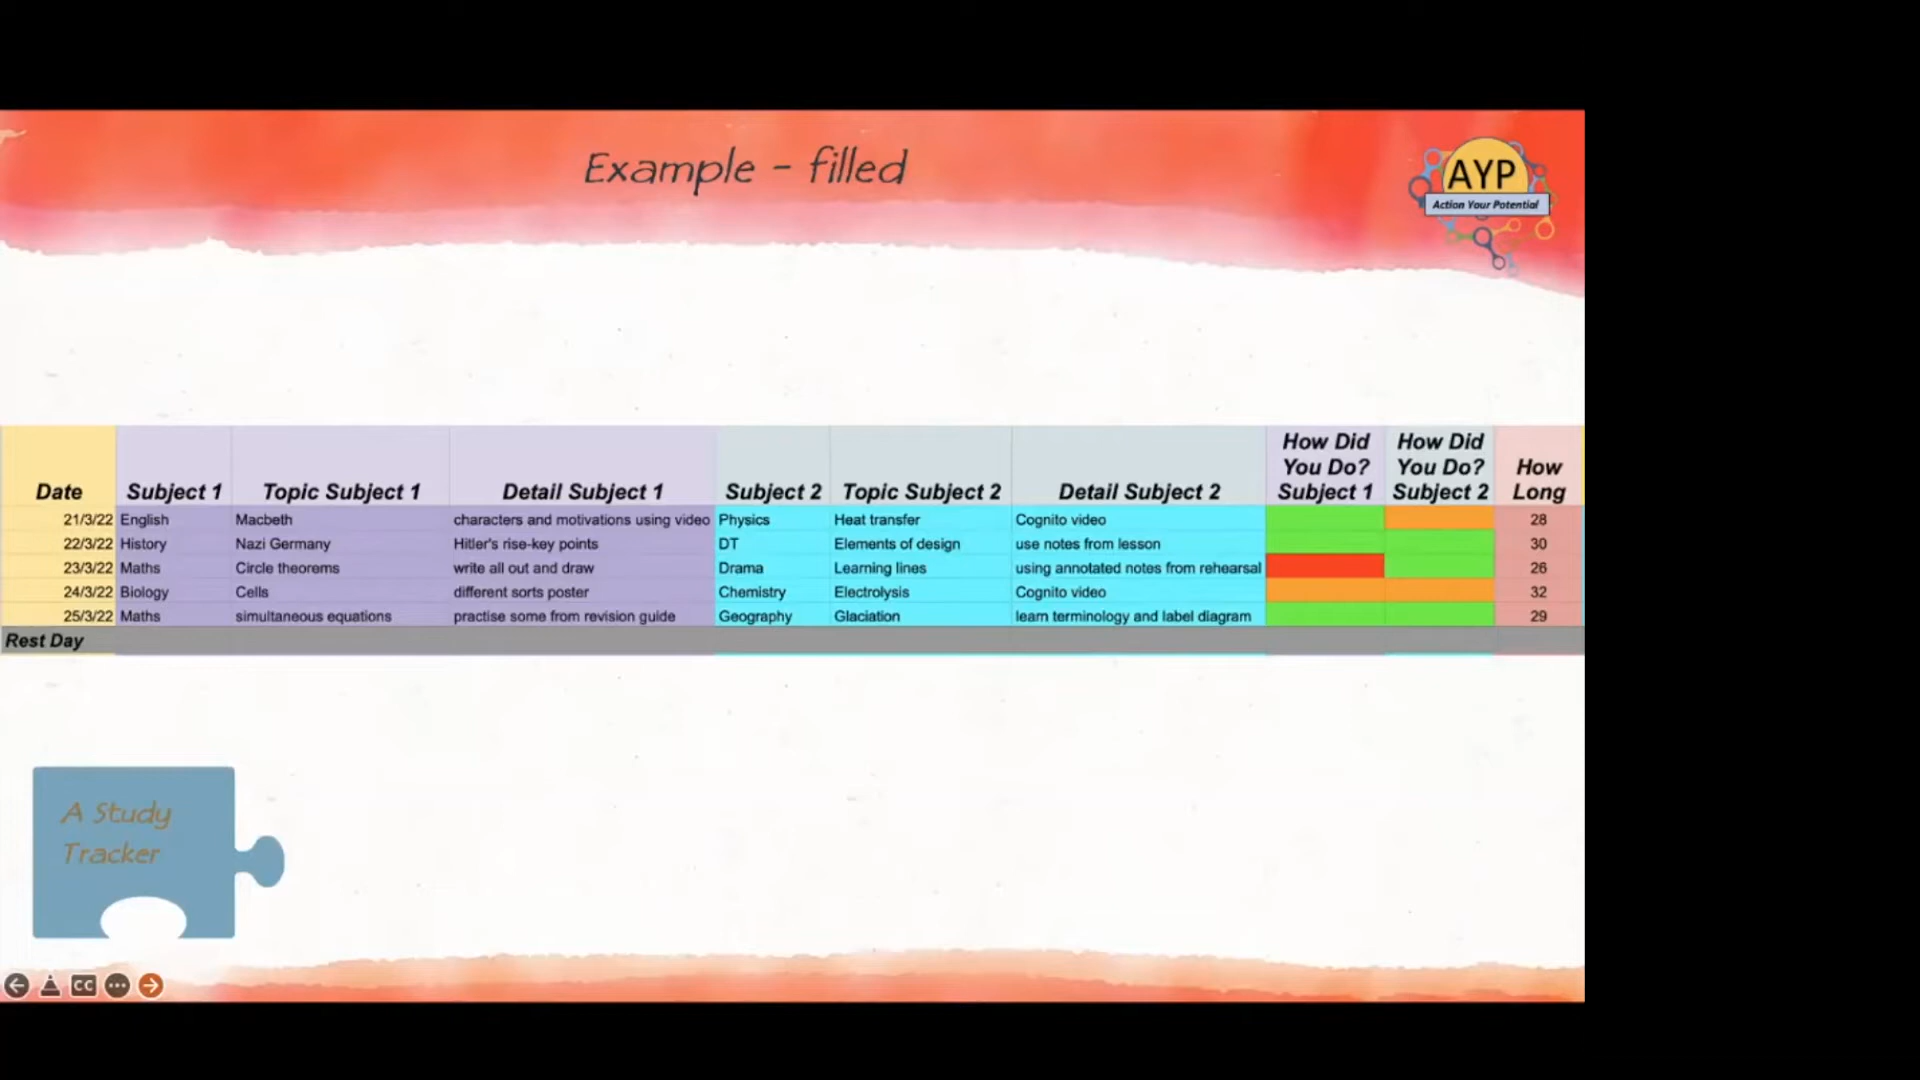 Example - filled
AYP
Action Your Potential
Date Subject 1 Topic Subject 1 Detail Subject 1 Subject 2 Topic Subject 2 Detail Subject 2 How Did You Do? Subject 1 How Did You Do? Subject 2 How Long
21/3/22 English Macbeth characters and motivations using video Physics Heat transfer Cognito video 28
22/3/22 History Nazi Germany Hitler's rise-key points DT Elements of design use notes from lesson 30
23/3/22 Maths Circle theorems write all out and draw Drama Learning lines using annotated notes from rehearsal 26
24/3/22 Biology Cells different sorts poster Chemistry Electrolysis Cognito video 32
25/3/22 Maths simultaneous equations practise some from revision guide Geography Glaciation learn terminology and label diagram 29
Rest Day
A Study
Tracker
CC